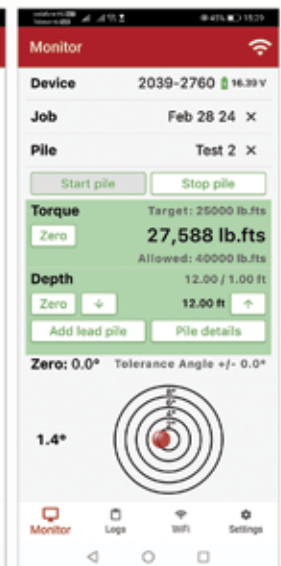 45% 15:29
Monitor
Device 2039-2760 16.39 V
Job Feb 28 24 ×
Pile Test 2 ×
Start pile Stop pile
Torque Target: 25000 lb.fts
Zero 27,588 lb.fts
Allowed: 40000 lb.fts
Depth 12.00 / 1.00 ft
Zero ↓ 12.00 ft ↑
Add lead pile Pile details
Zero: 0.0° Tolerance Angle +/- 0.0°
1.4°
Monitor Logs WiFi Settings